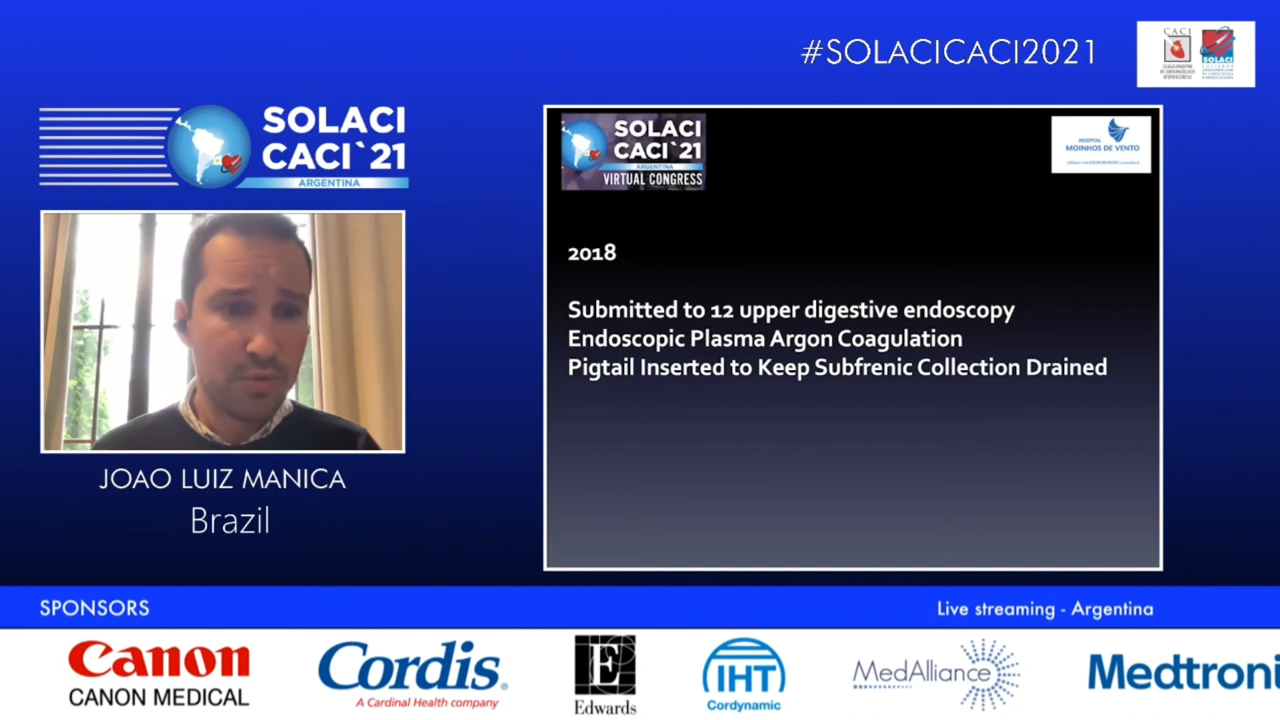 #SOLACICACI2021
CACI
SOLACI
SOLACI
CACI`21
ARGENTINA
SOLACI
CACI`21
ARGENTINA
VIRTUAL CONGRESS
HOSPITAL
MOINHOS DE VENTO
2018
Submitted to 12 upper digestive endoscopy
Endoscopic Plasma Argon Coagulation
Pigtail Inserted to Keep Subfrenic Collection Drained
JOAO LUIZ MANICA
Brazil
SPONSORS
Live streaming - Argentina
Canon
CANON MEDICAL
Cordis
A Cardinal Health company
E
Edwards
IHT
Cordynamic
MedAlliance
Medtroni